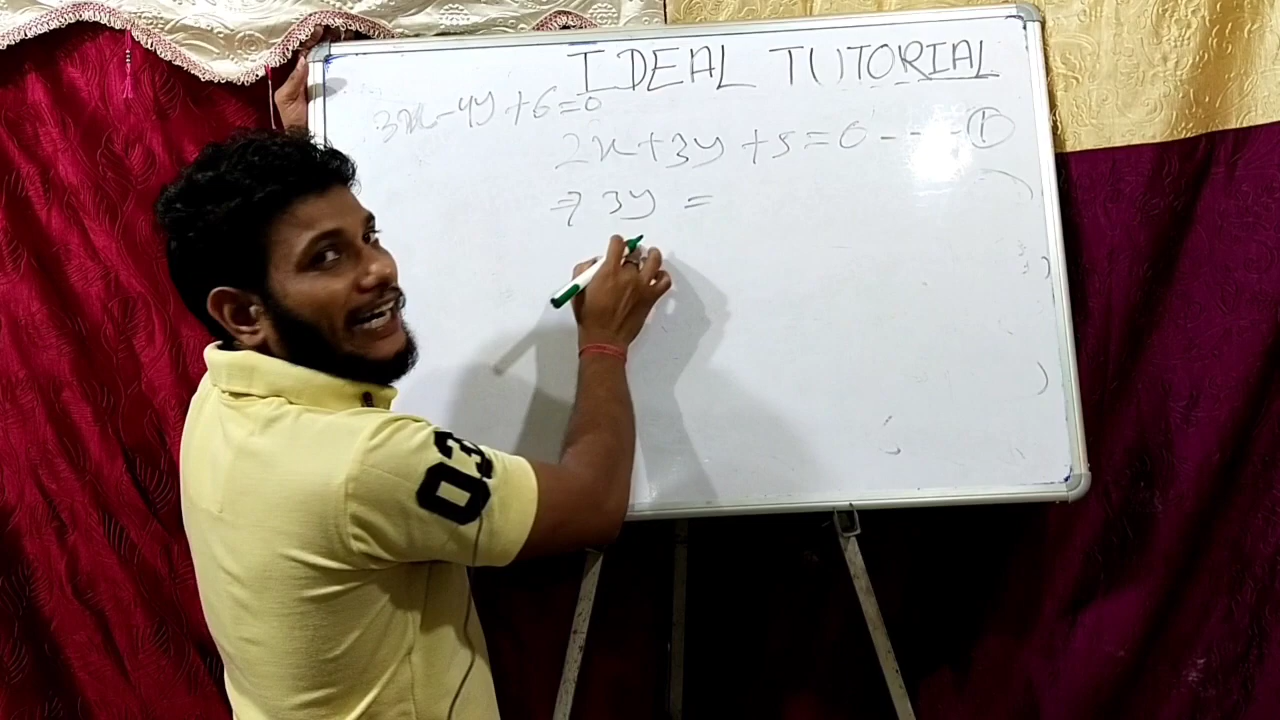 IDEAL TUTORIAL
3x-4y+6=0
2x+3y+5=0---①
⇒ 3y =
03